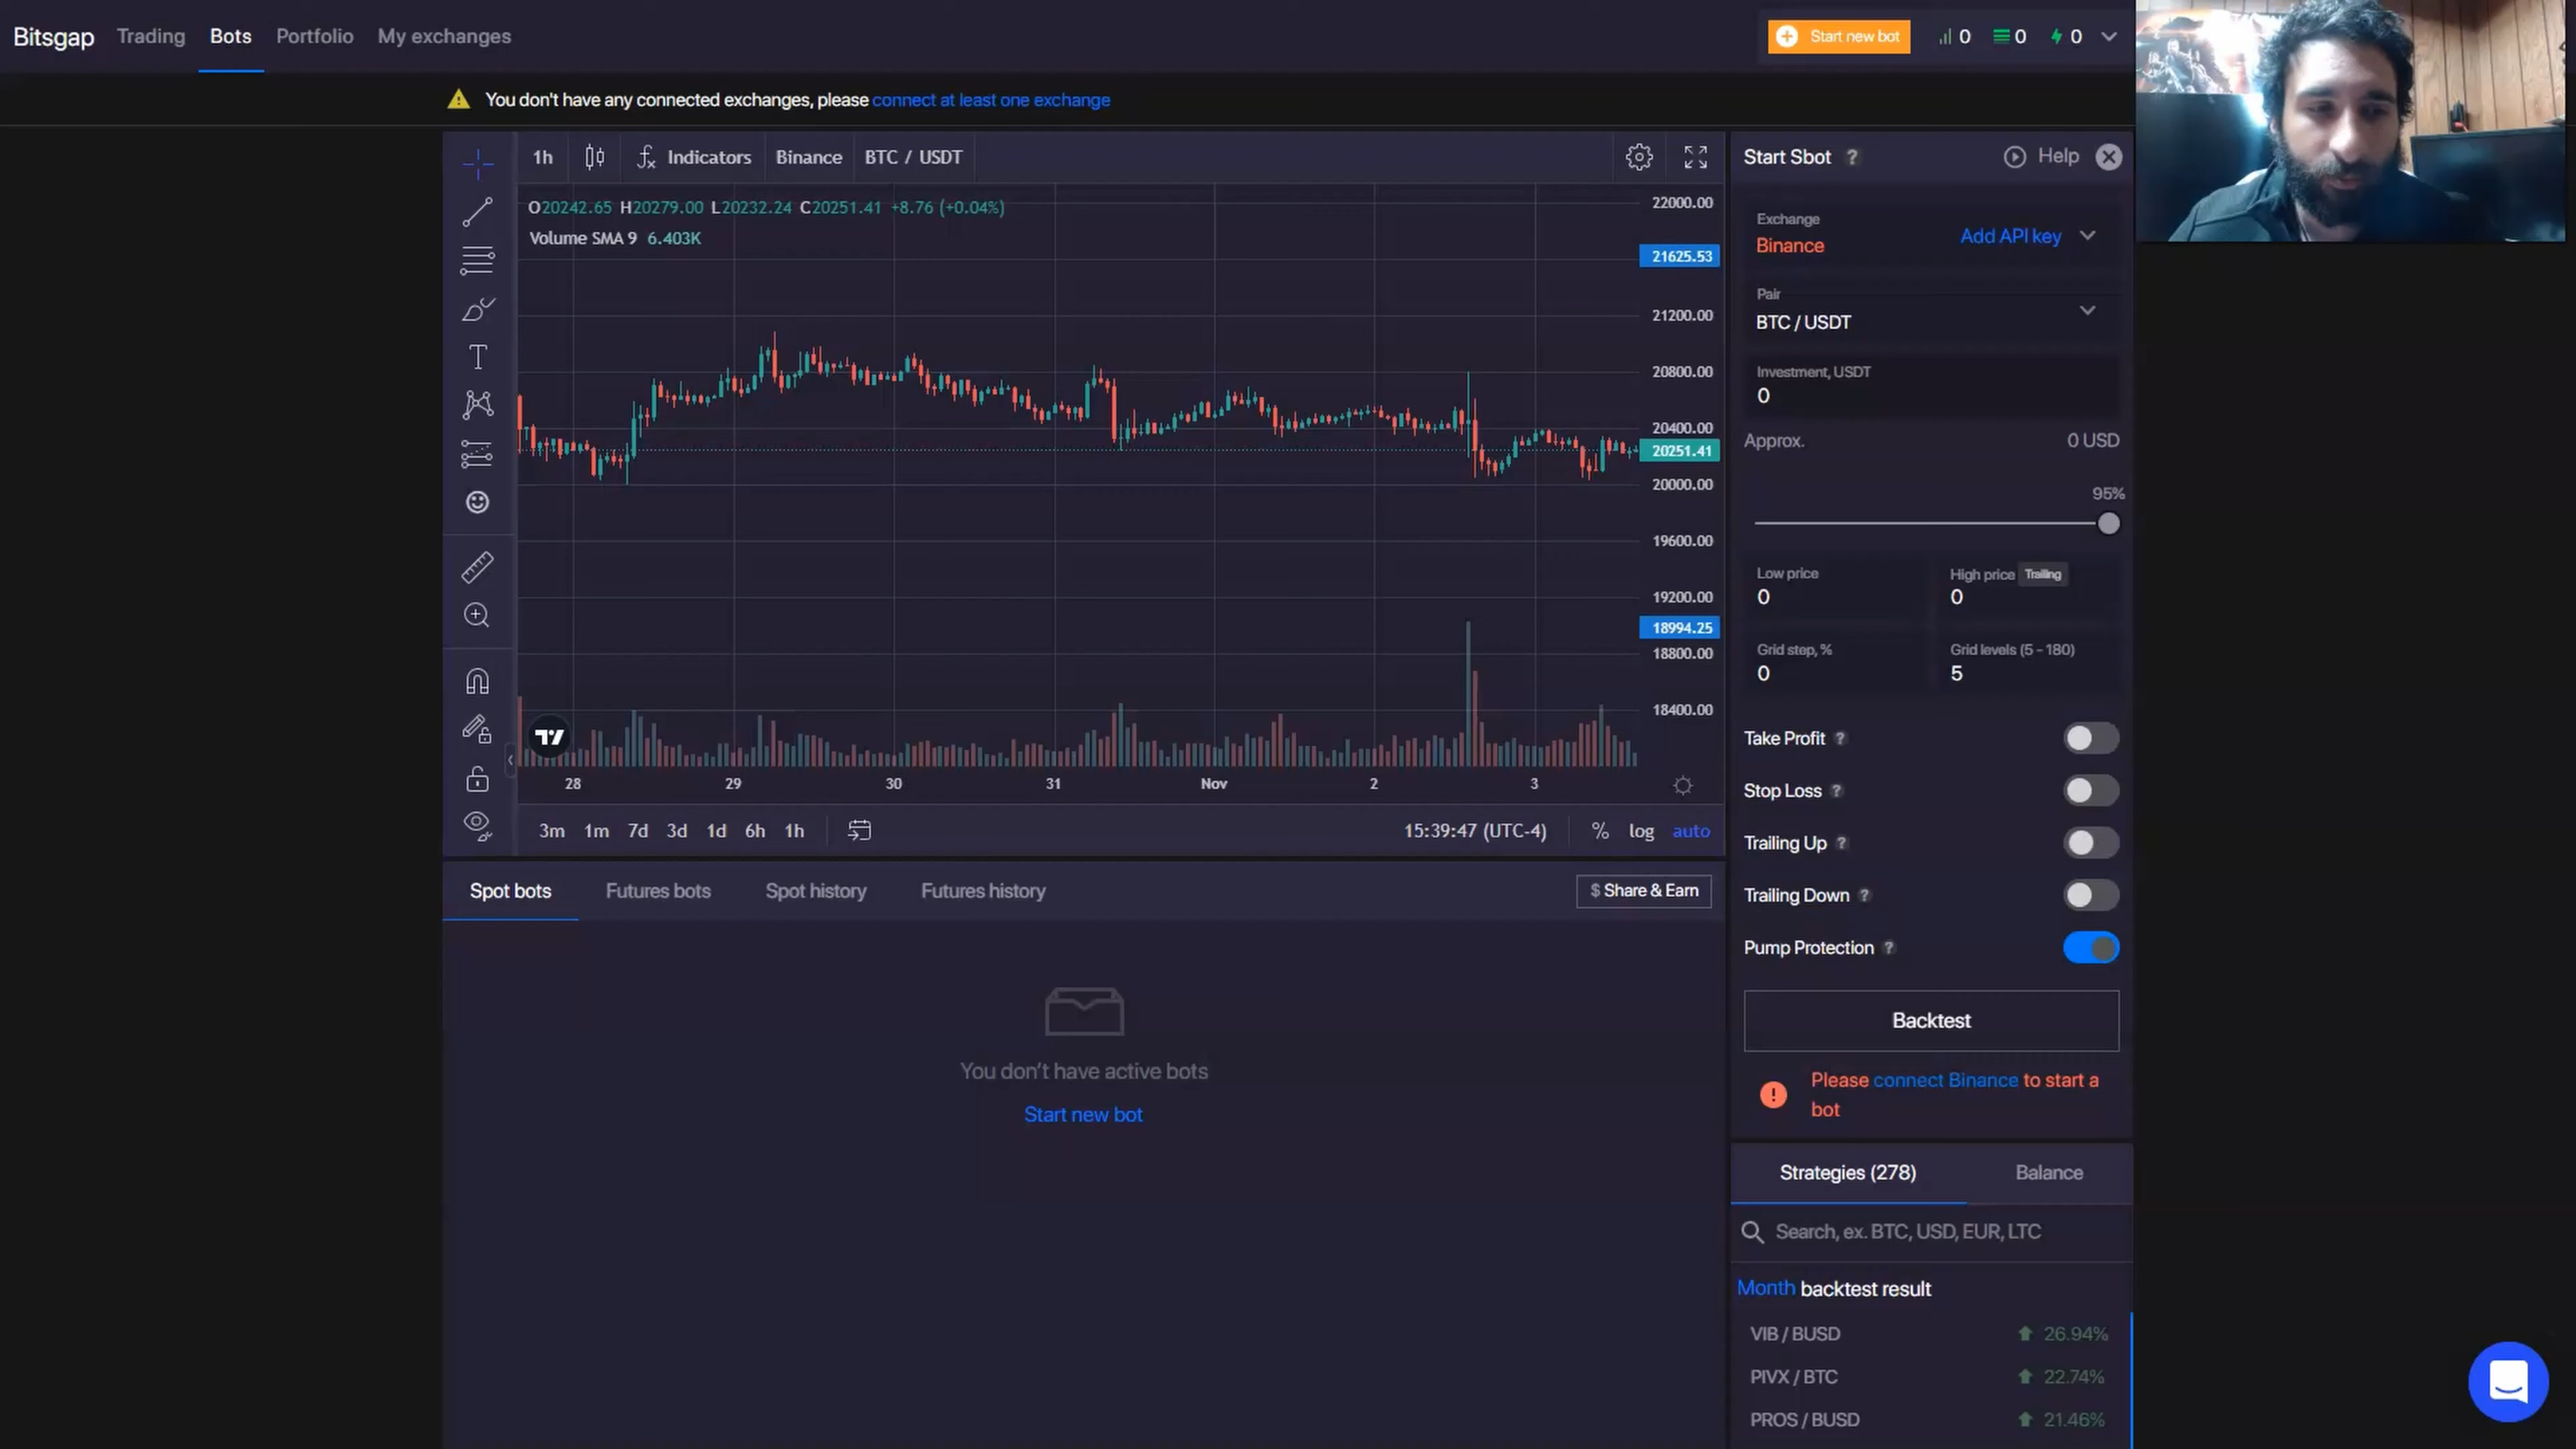 Bitsgap Trading Bots Portfolio My exchanges Start new bot 0 0 0
You don't have any connected exchanges, please connect at least one exchange
1h Indicators Binance BTC / USDT
O20242.65 H20279.00 L20232.24 C20251.41 +8.76 (+0.04%)
Volume SMA 9 6.403K
22000.00
21625.53
21200.00
20800.00
20400.00
20251.41
20000.00
19600.00
19200.00
18994.25
18800.00
18400.00
28 29 30 31 Nov 2 3
3m 1m 7d 3d 1d 6h 1h 15:39:47 (UTC-4) % log auto
Spot bots Futures bots Spot history Futures history $ Share & Earn
You don't have active bots
Start new bot
Start Sbot ? Help
Exchange
Binance Add API key
Pair
BTC / USDT
Investment, USDT
0
Approx. 0 USD
95%
Low price High price Trailing
0 0
Grid step, % Grid levels (5 - 180)
0 5
Take Profit ?
Stop Loss ?
Trailing Up ?
Trailing Down ?
Pump Protection ?
Backtest
Please connect Binance to start a
bot
Strategies (278) Balance
Search, ex. BTC, USD, EUR, LTC
Month backtest result
VIB / BUSD 26.94%
PIVX / BTC 22.74%
PROS / BUSD 21.46%